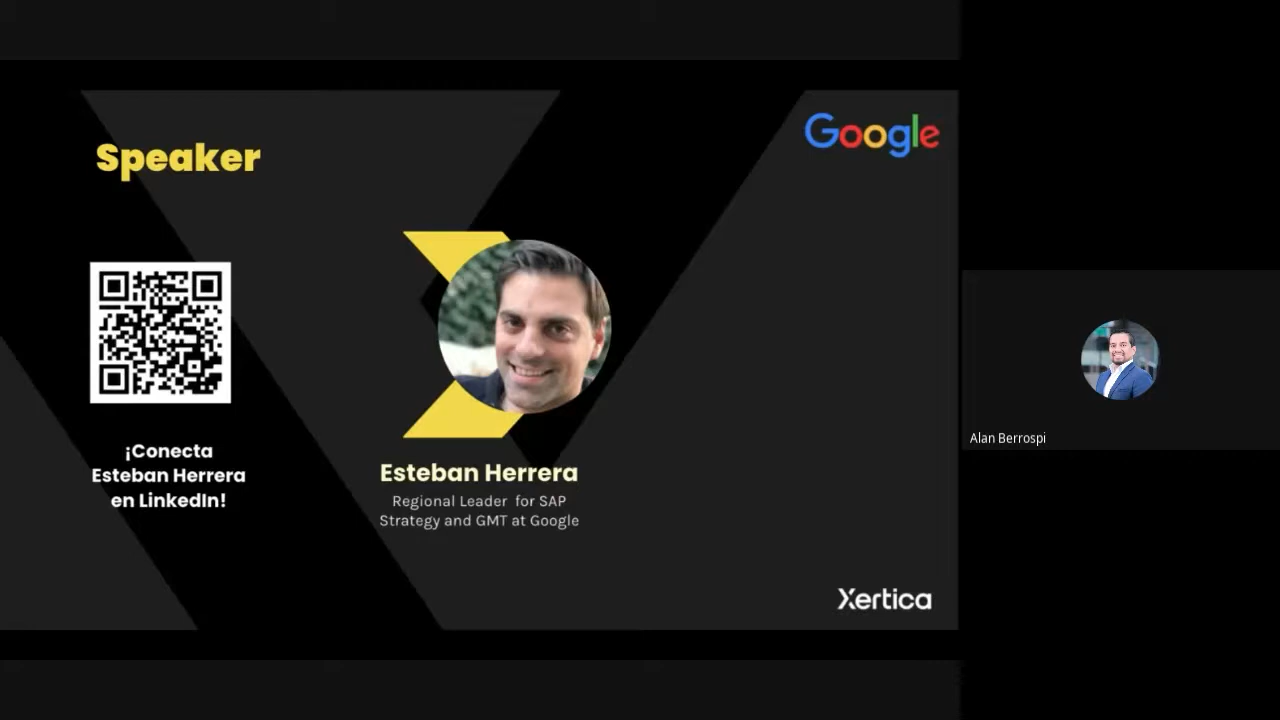 Speaker
Google
¡Conecta
Esteban Herrera
en LinkedIn!
Esteban Herrera
Regional Leader for SAP
Strategy and GMT at Google
Xertica
Alan Berrospi